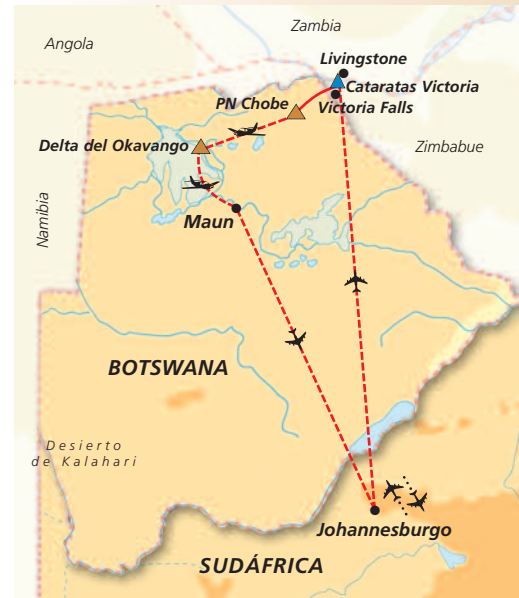 Zambia
Angola
Livingstone
Cataratas Victoria
PN Chobe
Victoria Falls
Delta del Okavango
Zimbabue
Namibia
Maun
BOTSWANA
Desierto
de Kalahari
Johannesburgo
SUDÁFRICA